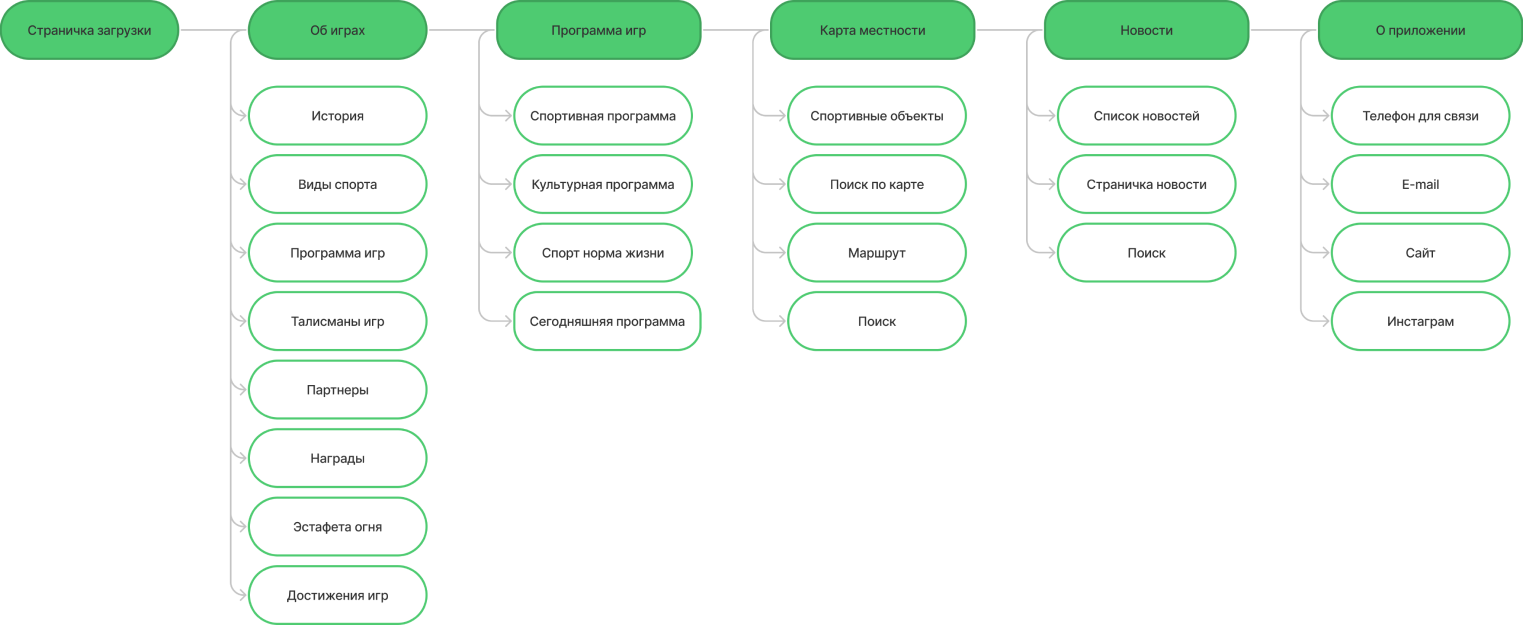 Страничка загрузки
Об играх
Программа игр
Карта местности
Новости
О приложении
История
Спортивная программа
Спортивные объекты
Список новостей
Телефон для связи
Виды спорта
Культурная программа
Поиск по карте
Страничка новости
E-mail
Программа игр
Спорт норма жизни
Маршрут
Поиск
Сайт
Талисманы игр
Сегодняшняя программа
Поиск
Инстаграм
Партнеры
Награды
Эстафета огня
Достижения игр